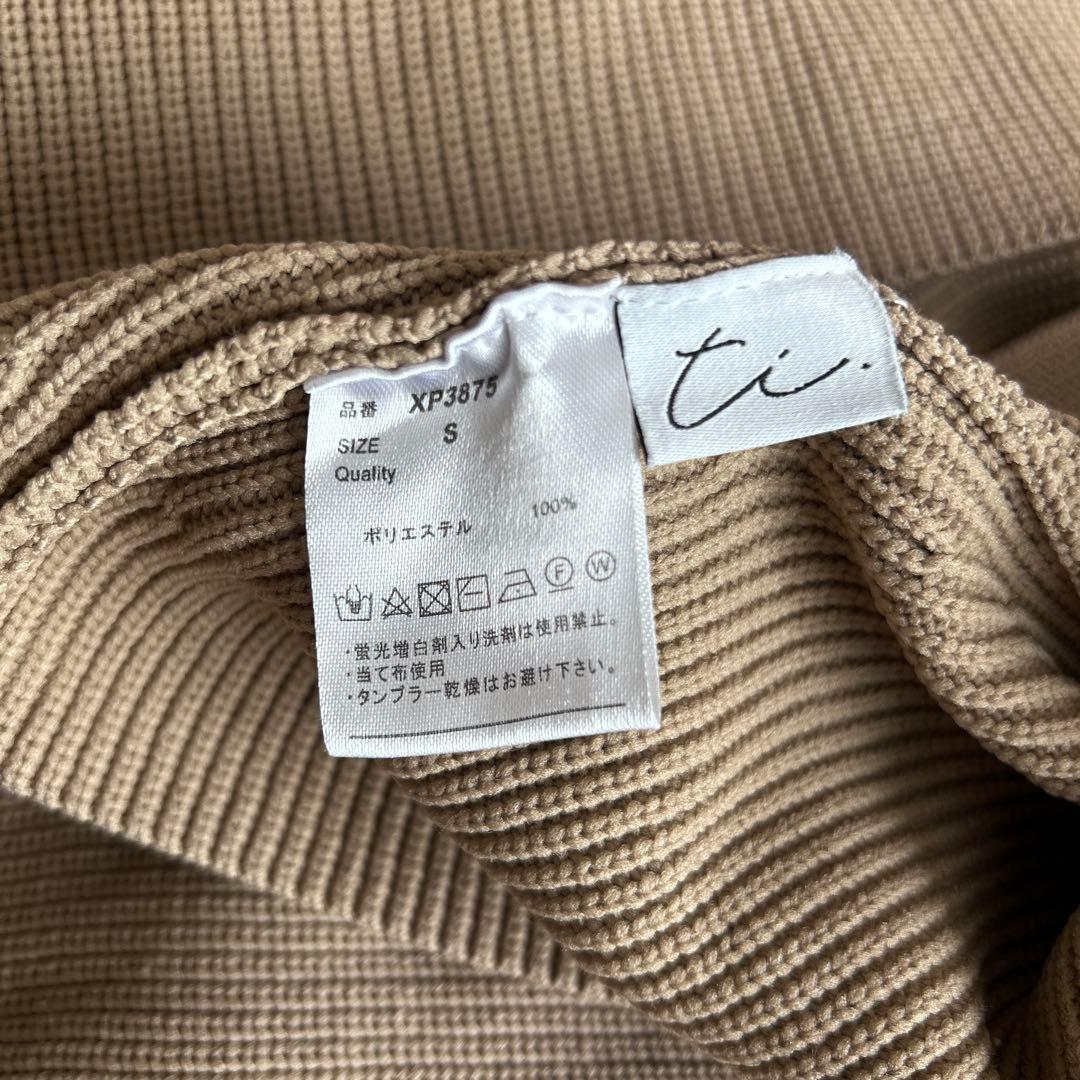 品番 XP3875
SIZE S
Quality
ポリエステル 100%
F W
・蛍光増白剤入り洗剤は使用禁止。
・当て布使用
・タンブラー乾燥はお避け下さい。
ti.